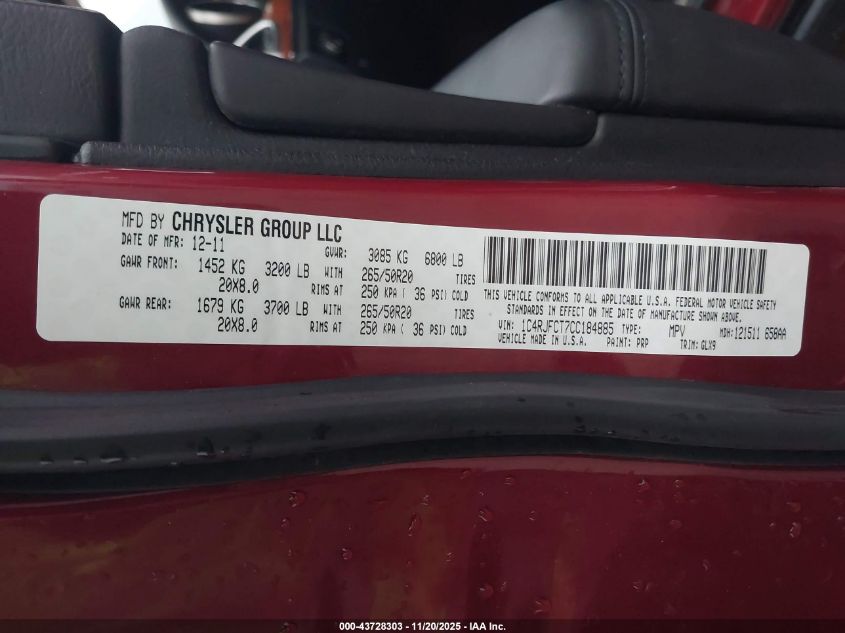 MFD BY CHRYSLER GROUP LLC
DATE OF MFR: 12-11 GVWR: 3085 KG 6800 LB
GAWR FRONT: 1452 KG 3200 LB WITH 265/50R20 TIRES
20X8.0 RIMS AT 250 KPA ( 36 PSI) COLD
GAWR REAR: 1679 KG 3700 LB WITH 265/50R20 TIRES
20X8.0 RIMS AT 250 KPA ( 36 PSI) COLD
THIS VEHICLE CONFORMS TO ALL APPLICABLE U.S.A. FEDERAL MOTOR VEHICLE SAFETY
STANDARDS IN EFFECT ON THE DATE OF MANUFACTURE SHOWN ABOVE.
VIN: 1C4RJFCT7CC184885 TYPE: MPV MDH: 121511 658AA
VEHICLE MADE IN U.S.A. PAINT: PRP TRIM: GLX9
000-43728303 - 11/20/2025 - IAA Inc.